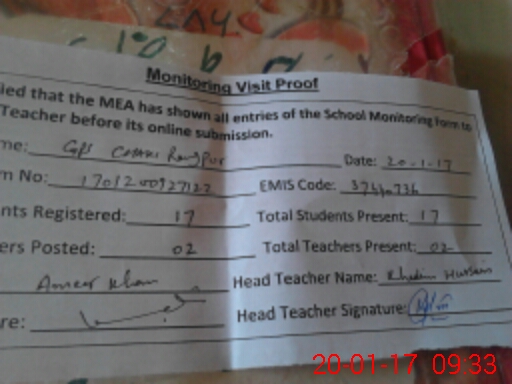 Monitoring Visit Proof
ied that the MEA has shown all entries of the School Monitoring form to
Teacher before its online submission.
me: GPS Rangpur Date: 20-1-17
m No: EMIS Code:
nts Registered: 17 Total Students Present: 17
ers Posted: 02 Total Teachers Present: 02
Ameer Khan Head Teacher Name: Khadim Hussain
re: Head Teacher Signature:
20-01-17 09:33